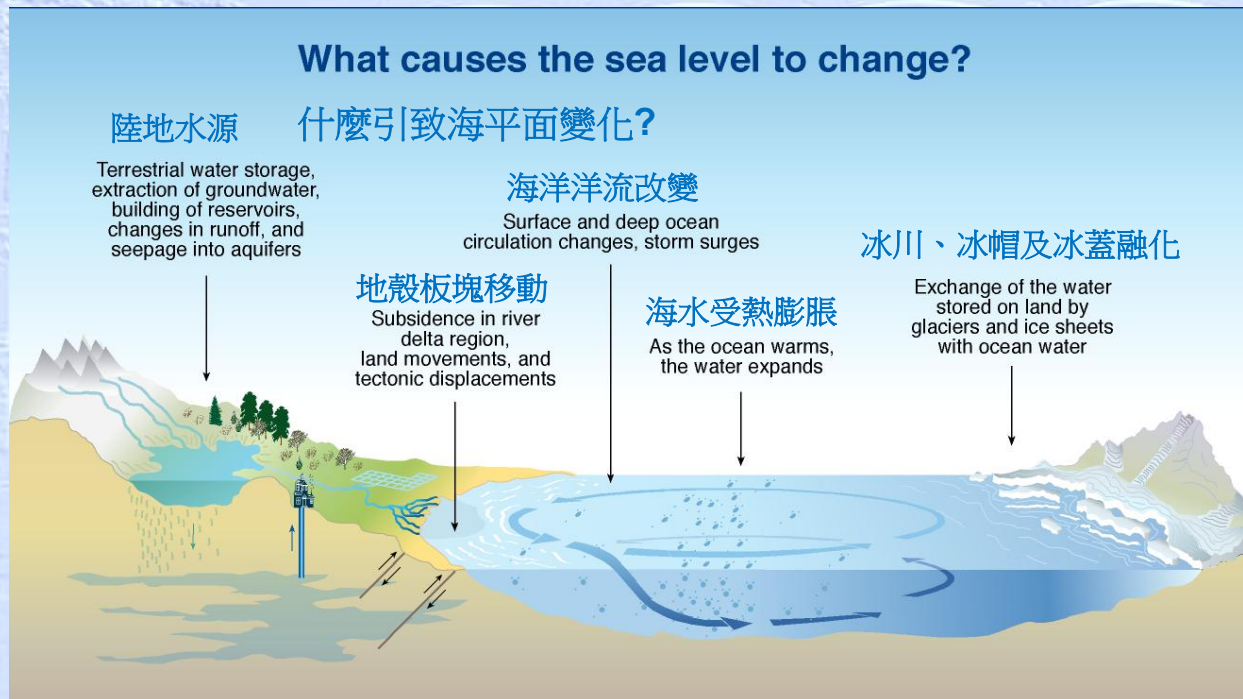 What causes the sea level to change?
什麼引致海平面變化?
陸地水源
Terrestrial water storage,
extraction of groundwater,
building of reservoirs,
changes in runoff, and
seepage into aquifers
地殼板塊移動
Subsidence in river
delta region,
land movements, and
tectonic displacements
海洋洋流改變
Surface and deep ocean
circulation changes, storm surges
海水受熱膨脹
As the ocean warms,
the water expands
冰川、冰帽及冰蓋融化
Exchange of the water
stored on land by
glaciers and ice sheets
with ocean water